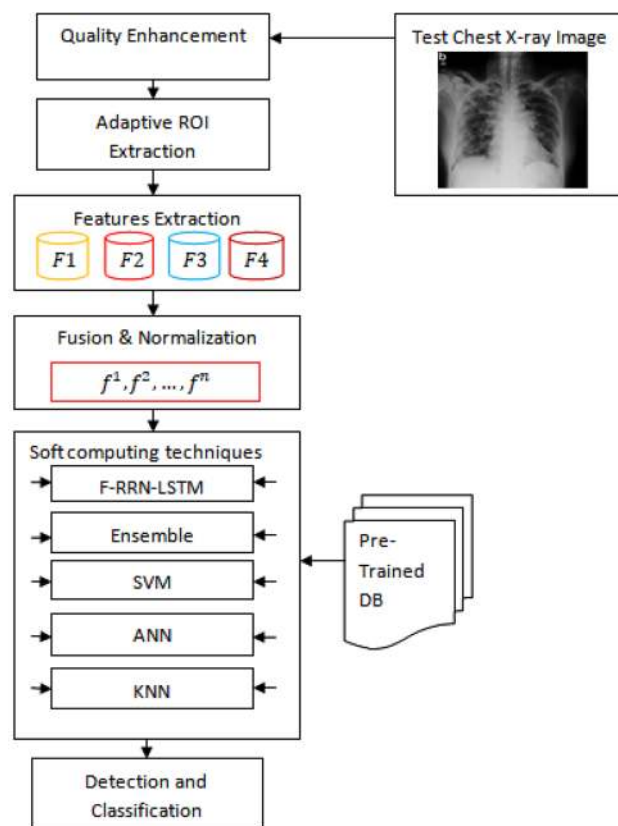 Quality Enhancement
Test Chest X-ray Image
b
Adaptive ROI
Extraction
Features Extraction
F1 F2 F3 F4
Fusion & Normalization
f¹, f², ..., fⁿ
Soft computing techniques
F-RRN-LSTM
Ensemble
SVM
ANN
KNN
Pre-
Trained
DB
Detection and
Classification